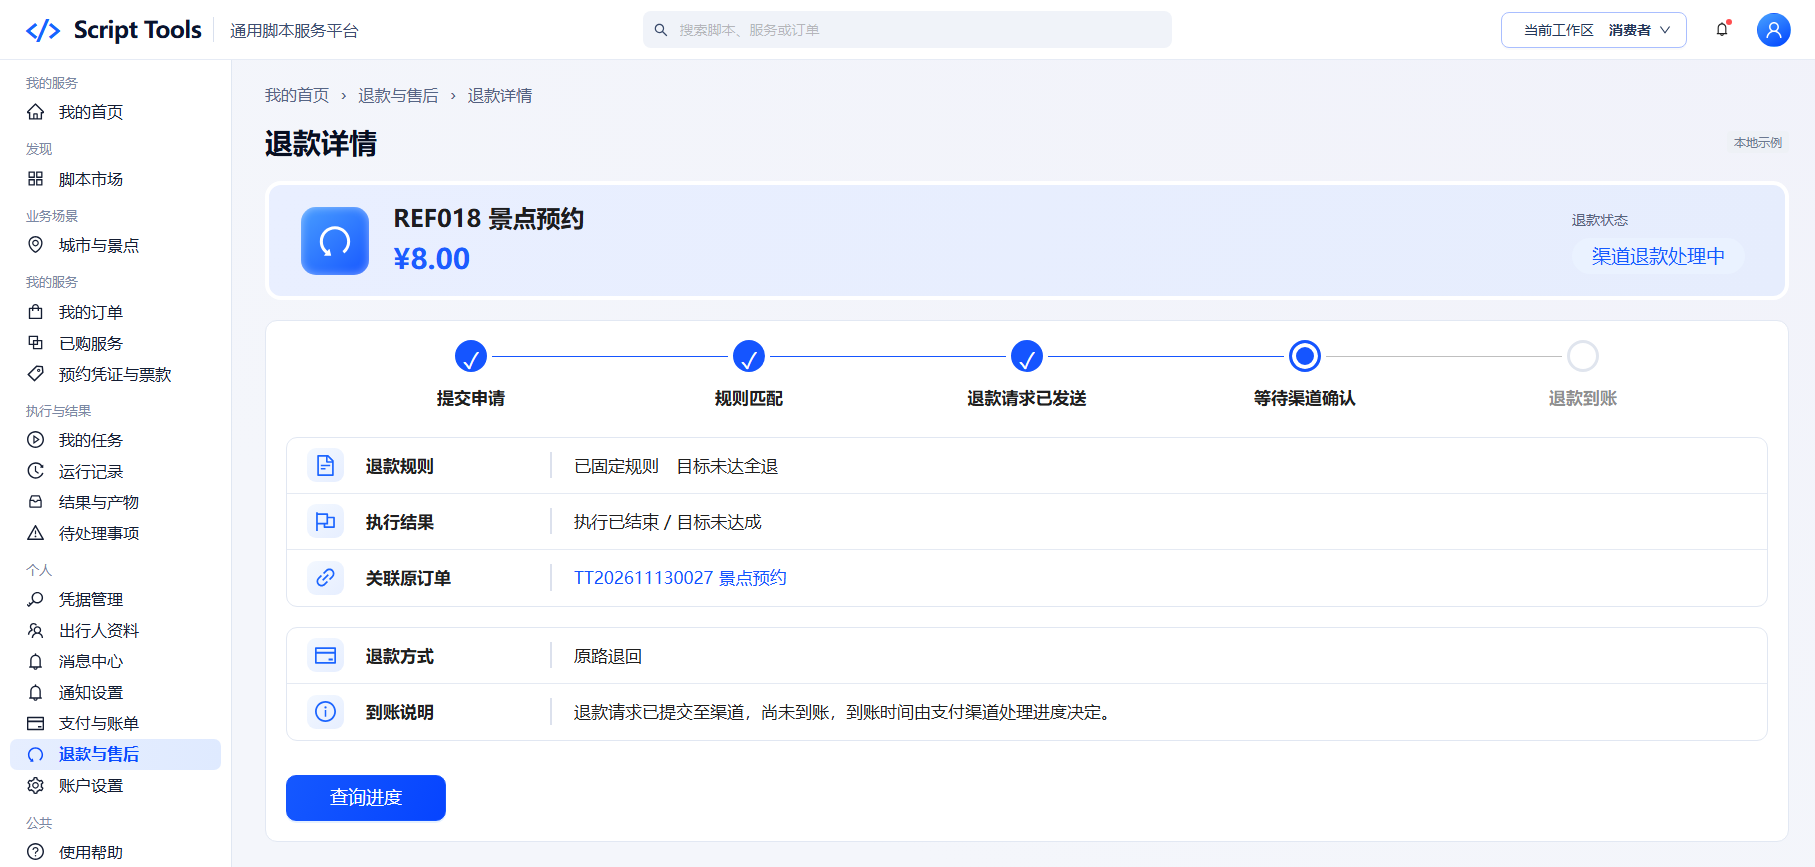 Script Tools
通用脚本服务平台
搜索脚本、服务或订单
当前工作区 消费者
我的服务
我的首页
发现
脚本市场
业务场景
城市与景点
我的服务
我的订单
已购服务
预约凭证与票款
执行与结果
我的任务
运行记录
结果与产物
待处理事项
个人
凭据管理
出行人资料
消息中心
通知设置
支付与账单
退款与售后
账户设置
公共
使用帮助
我的首页 › 退款与售后 › 退款详情
退款详情
本地示例
REF018 景点预约
¥8.00
退款状态
渠道退款处理中
提交申请
规则匹配
退款请求已发送
等待渠道确认
退款到账
退款规则 已固定规则 目标未达全退
执行结果 执行已结束 / 目标未达成
关联原订单 TT202611130027 景点预约
退款方式 原路退回
到账说明 退款请求已提交至渠道，尚未到账，到账时间由支付渠道处理进度决定。
查询进度